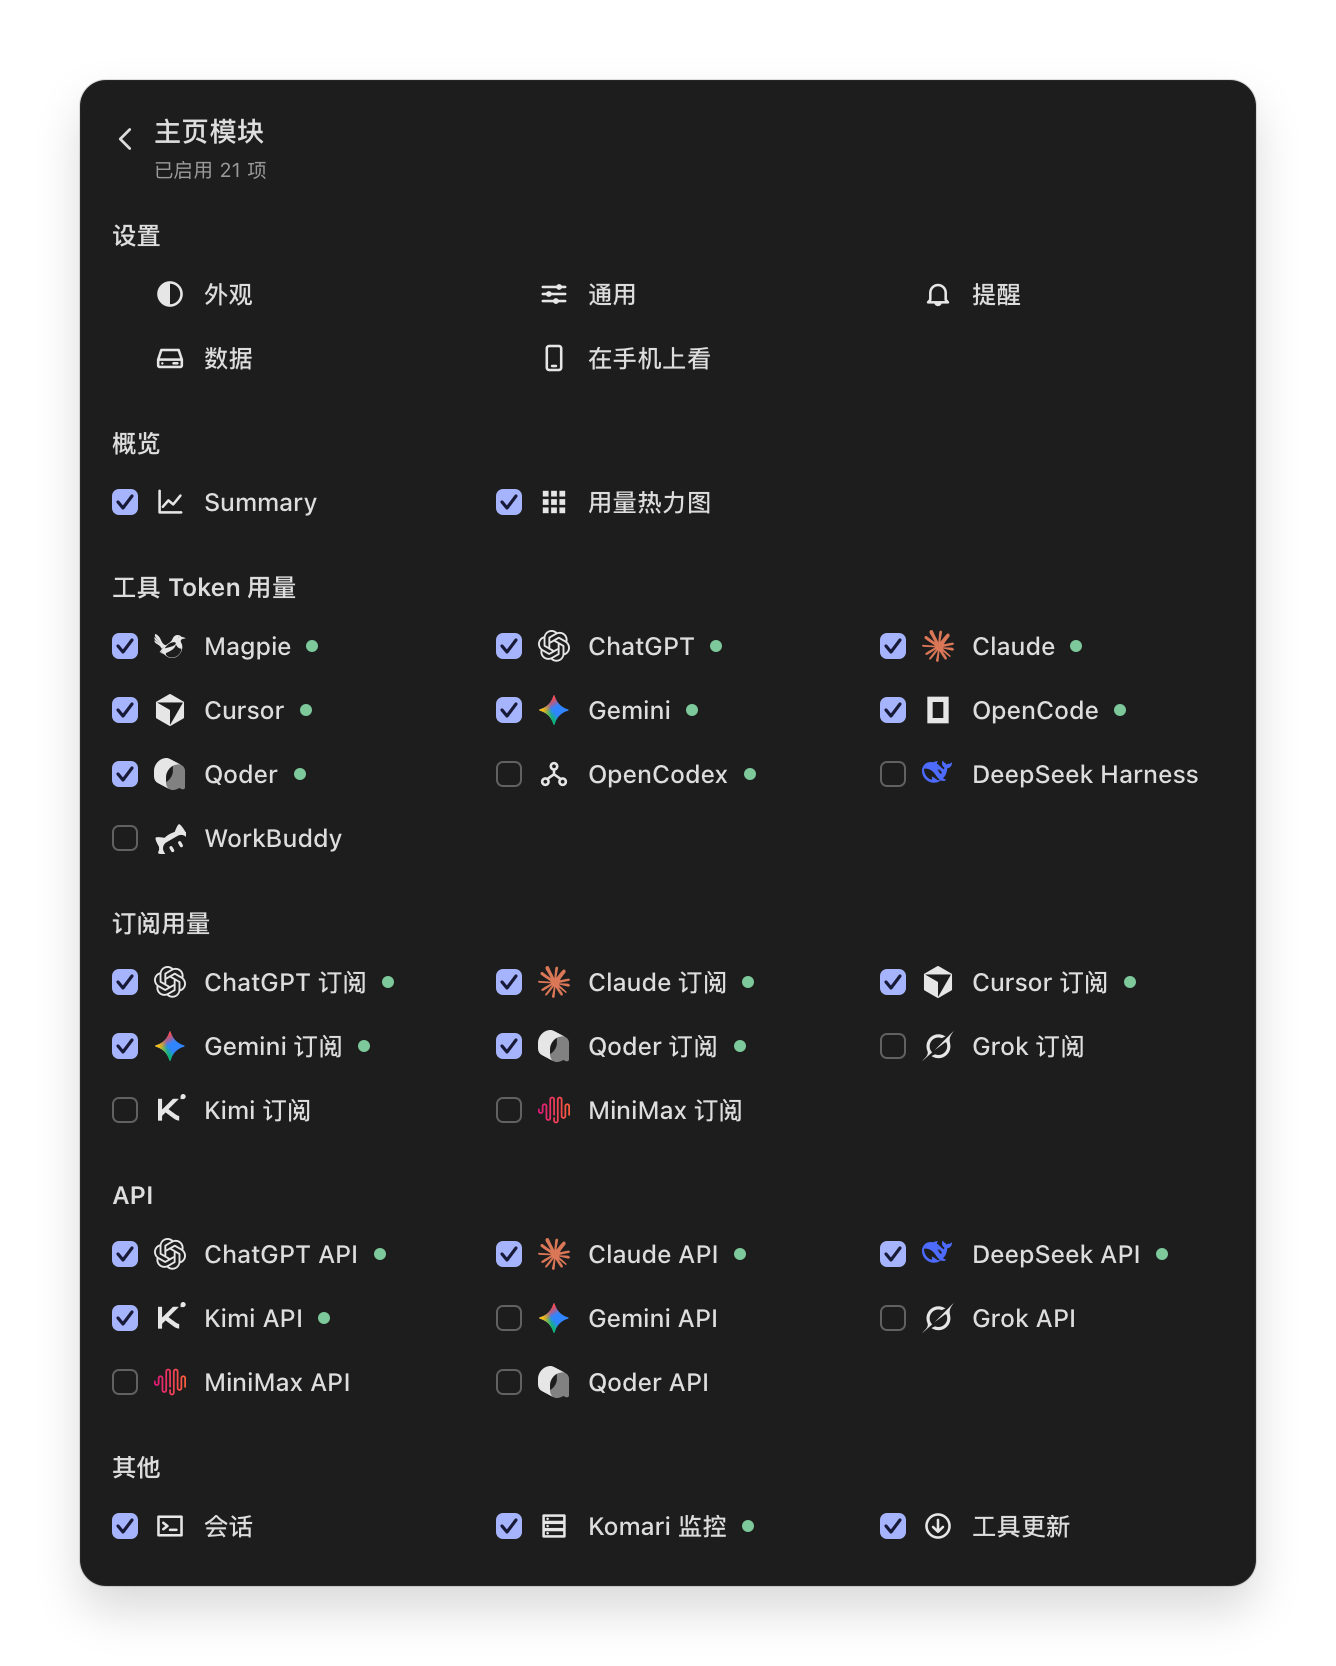 主页模块
已启用 21 项
设置
外观 通用 提醒
数据 在手机上看
概览
Summary 用量热力图
工具 Token 用量
Magpie ChatGPT Claude
Cursor Gemini OpenCode
Qoder OpenCodex DeepSeek Harness
WorkBuddy
订阅用量
ChatGPT 订阅 Claude 订阅 Cursor 订阅
Gemini 订阅 Qoder 订阅 Grok 订阅
Kimi 订阅 MiniMax 订阅
API
ChatGPT API Claude API DeepSeek API
Kimi API Gemini API Grok API
MiniMax API Qoder API
其他
会话 Komari 监控 工具更新